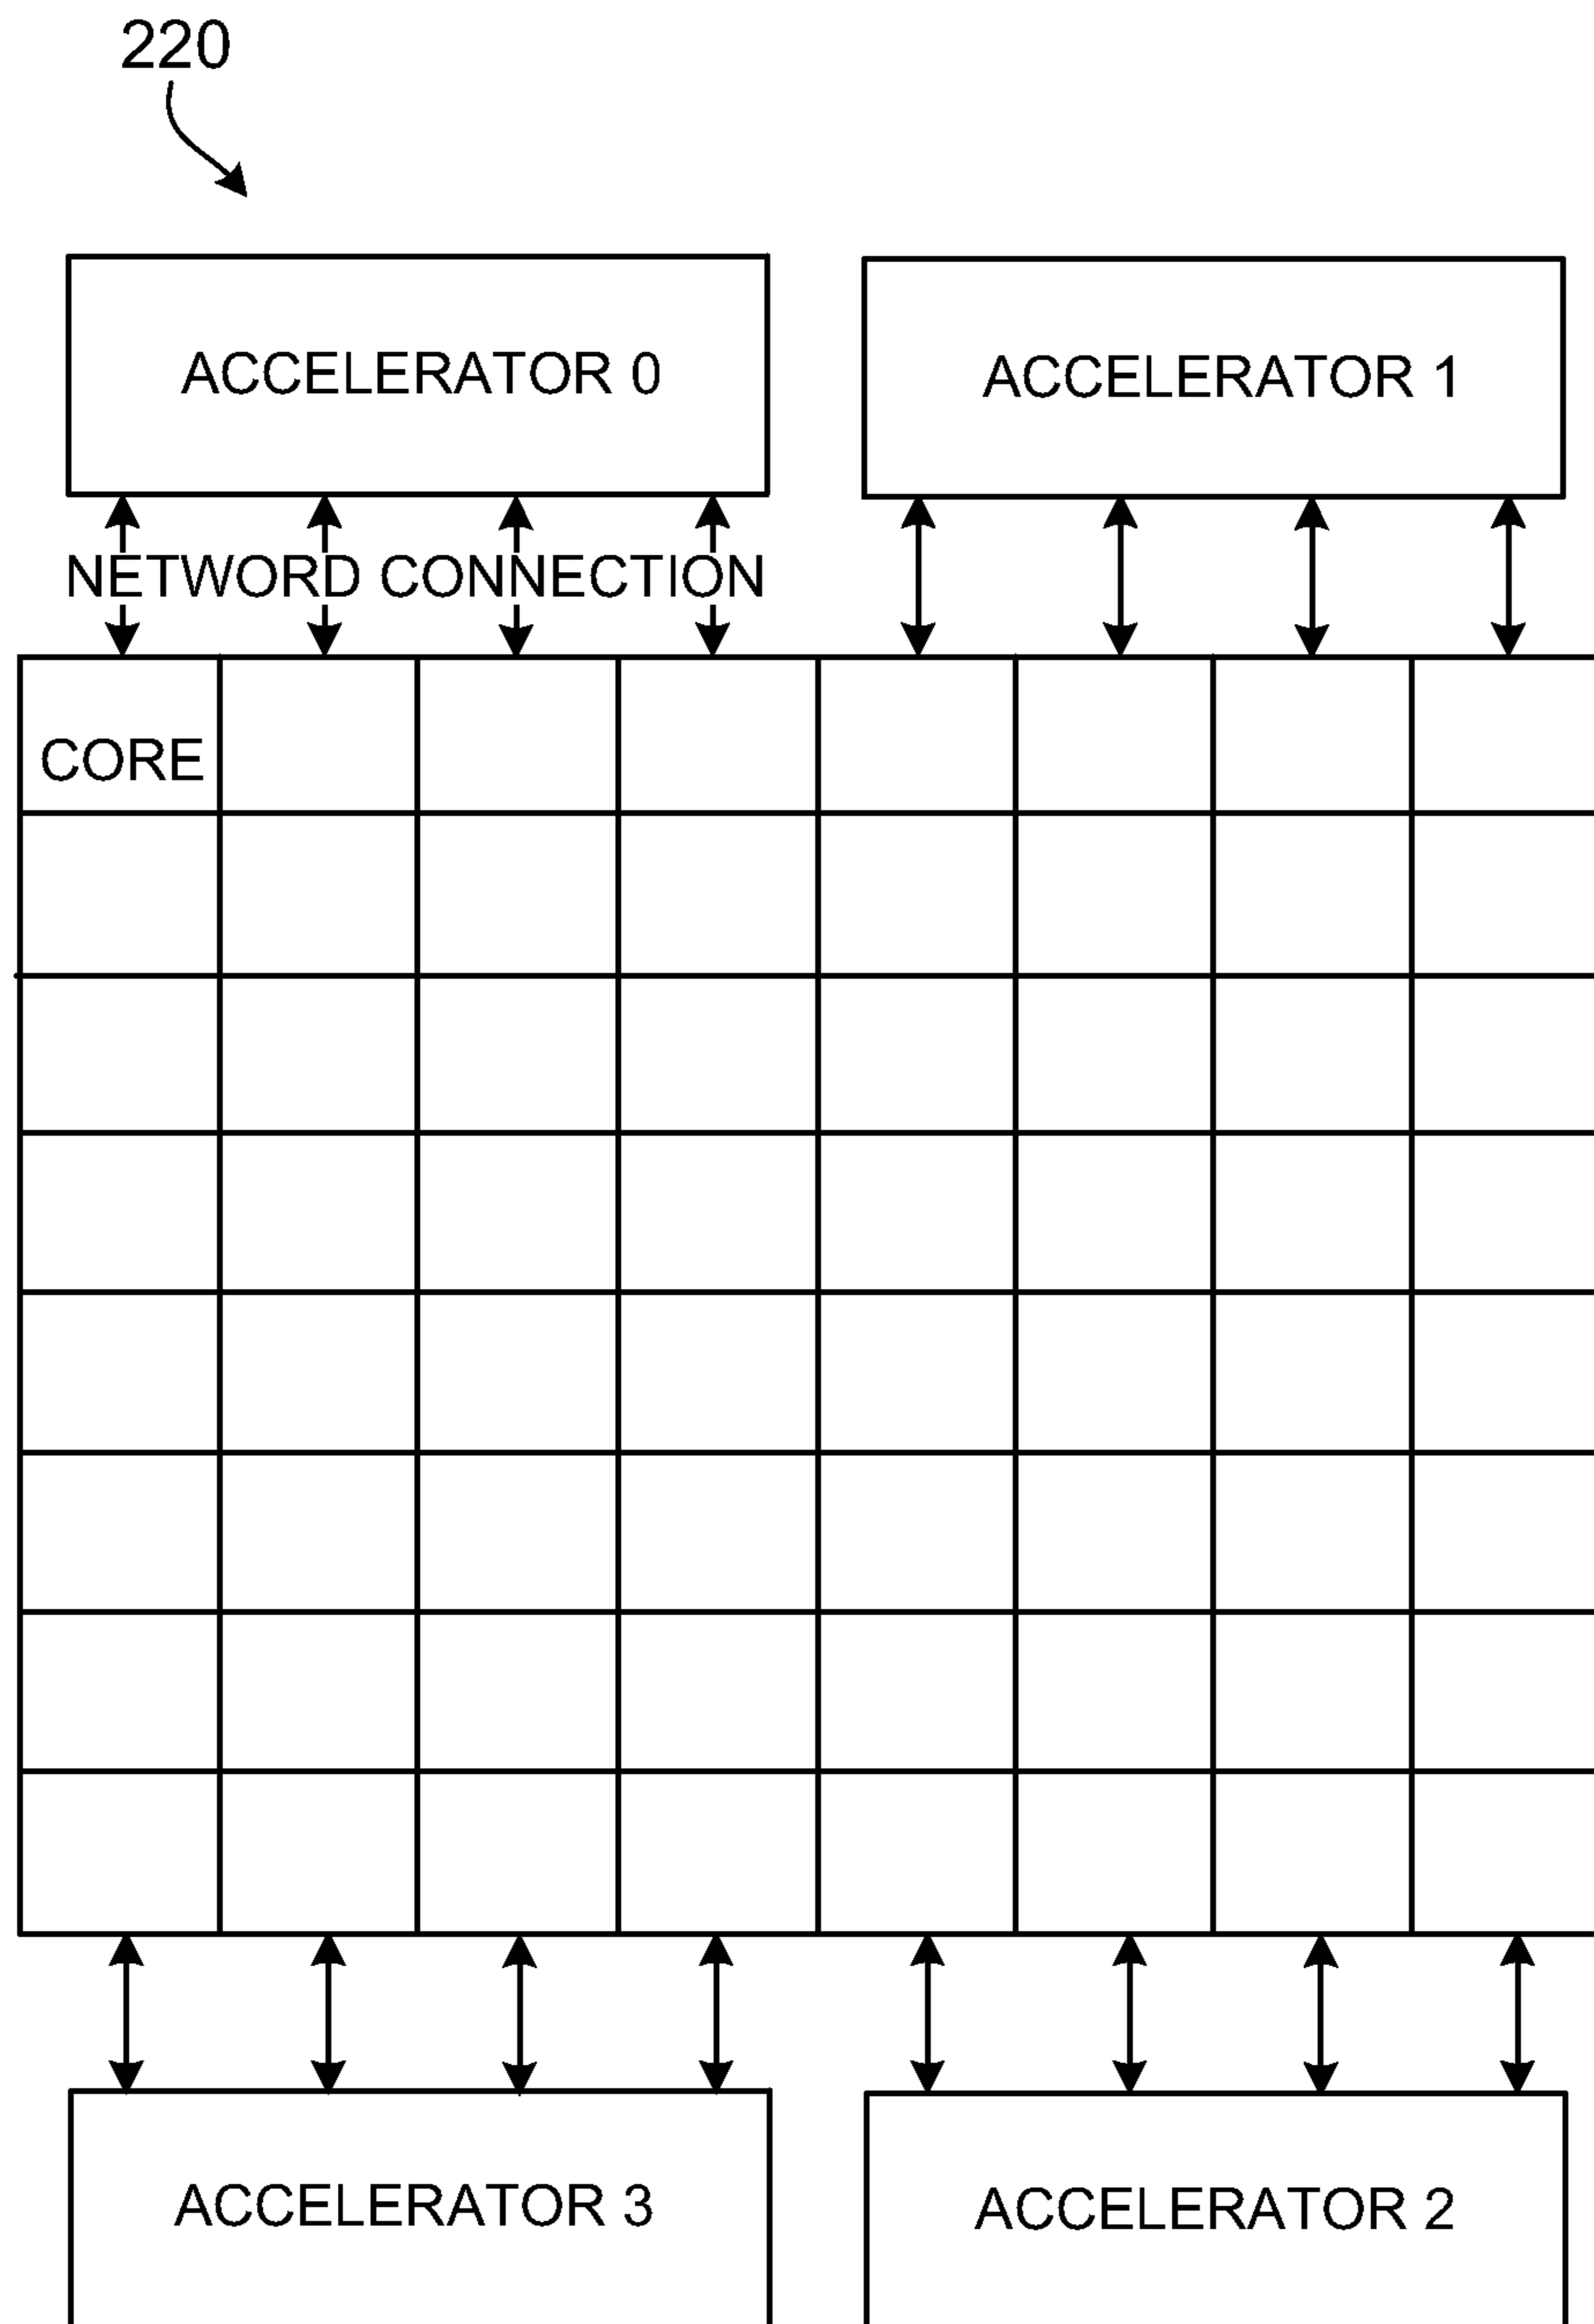 220
ACCELERATOR 0
ACCELERATOR 1
NETWORD CONNECTION
CORE
ACCELERATOR 3
ACCELERATOR 2